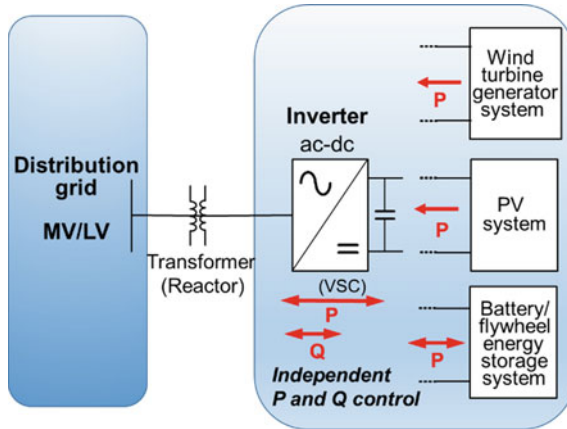 Distribution
grid
MV/LV
Transformer
(Reactor)
Inverter
ac-dc
(VSC)
P
Q
Independent
P and Q control
P
Wind
turbine
generator
system
P
PV
system
P
Battery/
flywheel
energy
storage
system